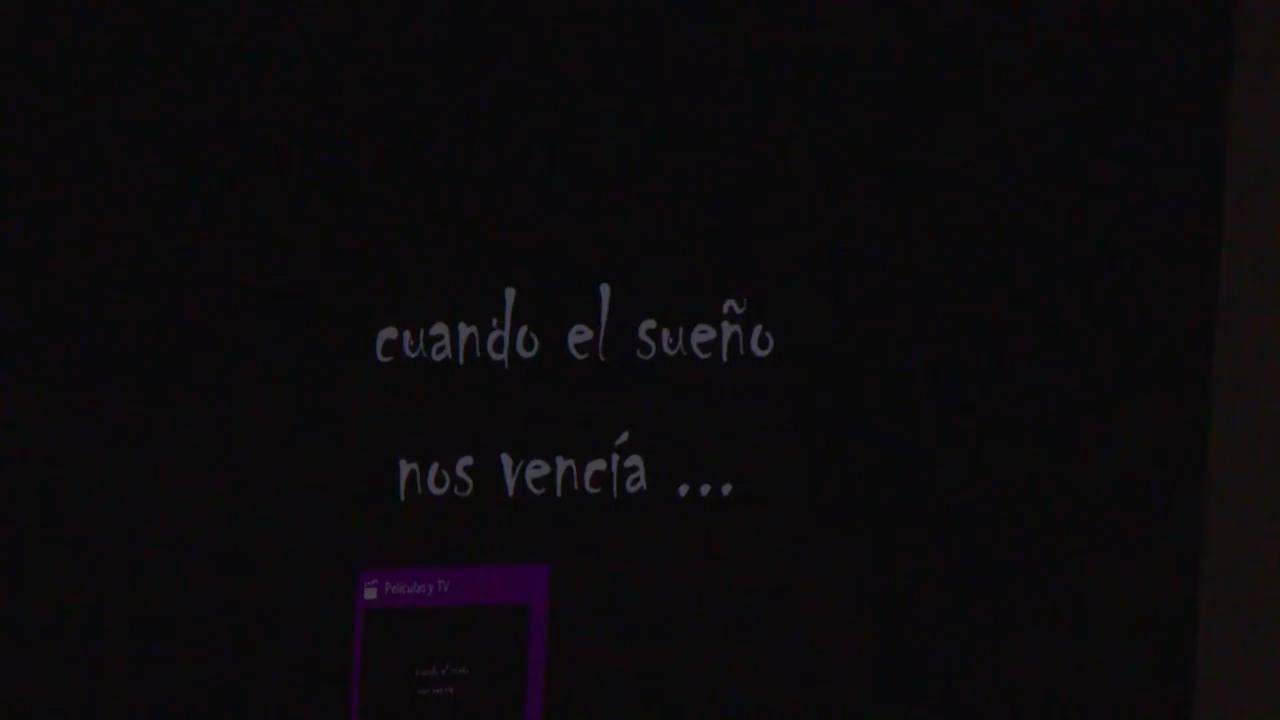 cuando el sueño
nos vencía ...
Películas y TV